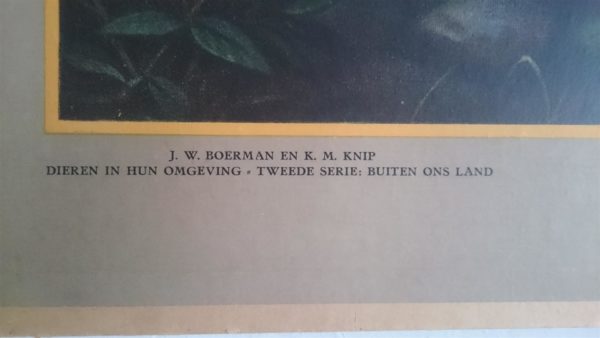 J. W. BOERMAN EN K. M. KNIP
DIEREN IN HUN OMGEVING • TWEEDE SERIE: BUITEN ONS LAND